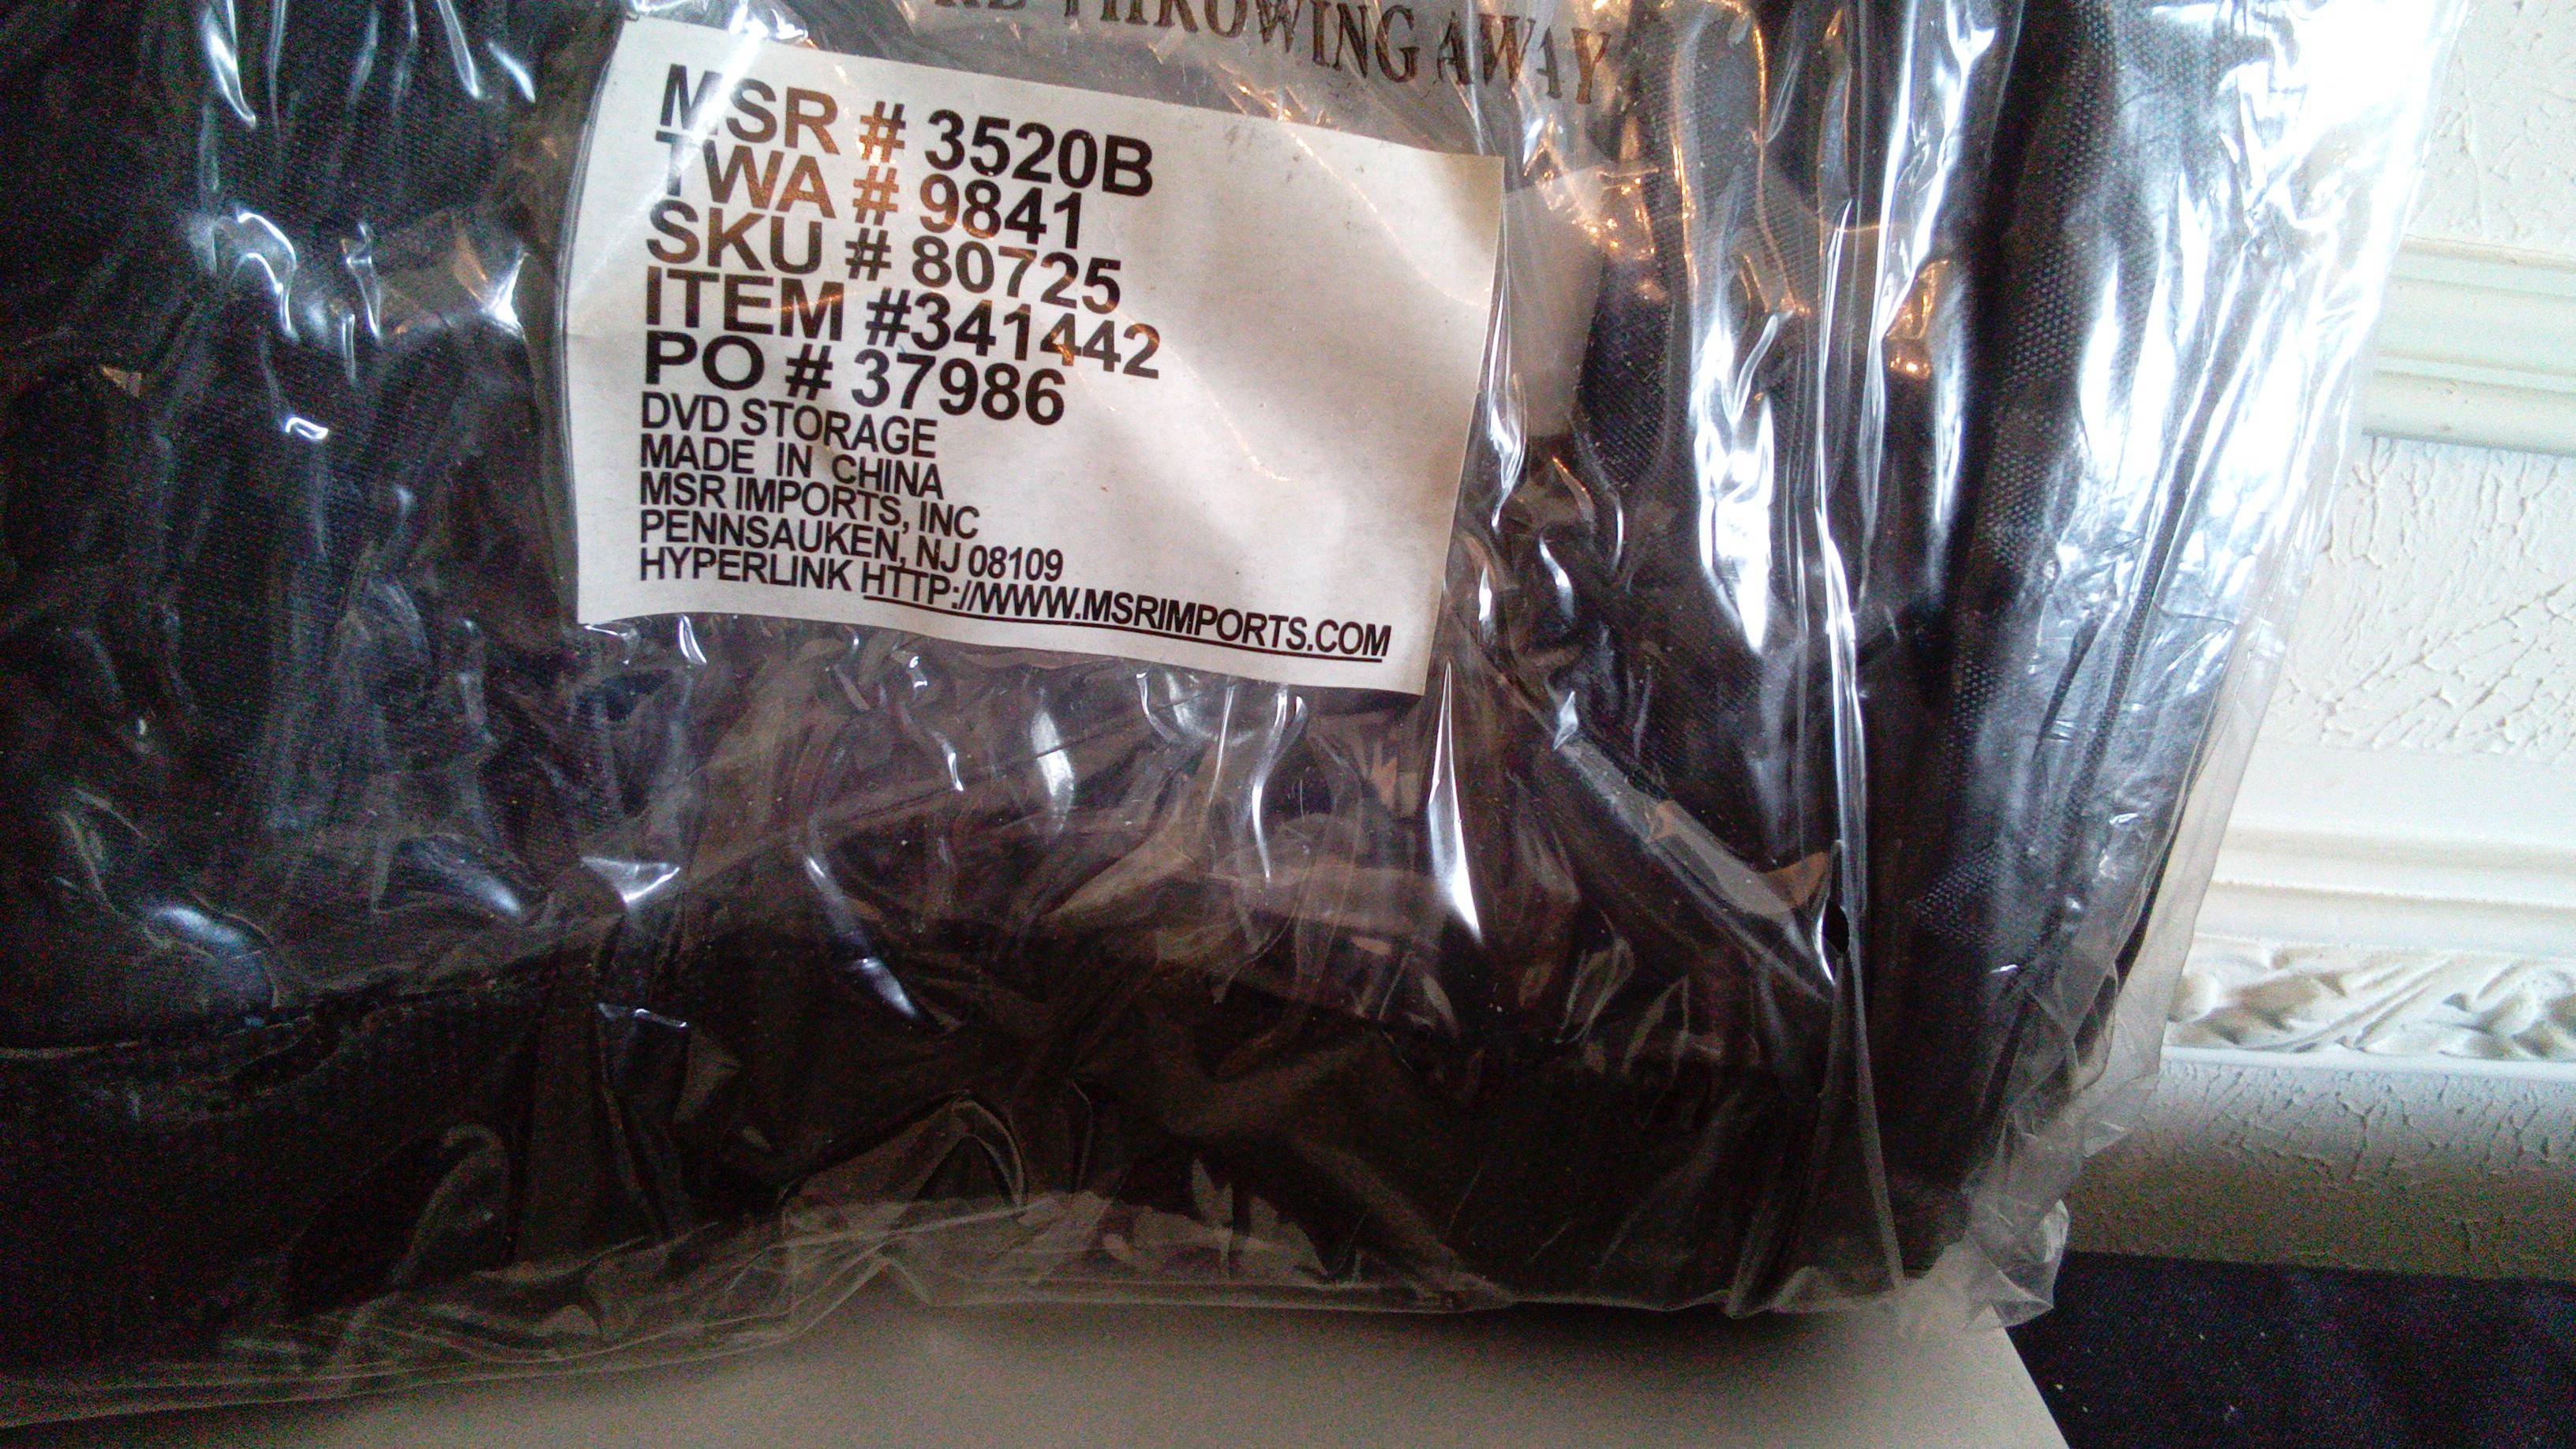 THROWING AWAY
MSR # 3520B
TWA # 9841
SKU # 80725
ITEM #341442
PO # 37986
DVD STORAGE
MADE IN CHINA
MSR IMPORTS, INC
PENNSAUKEN, NJ 08109
HYPERLINK HTTP://WWW.MSRIMPORTS.COM